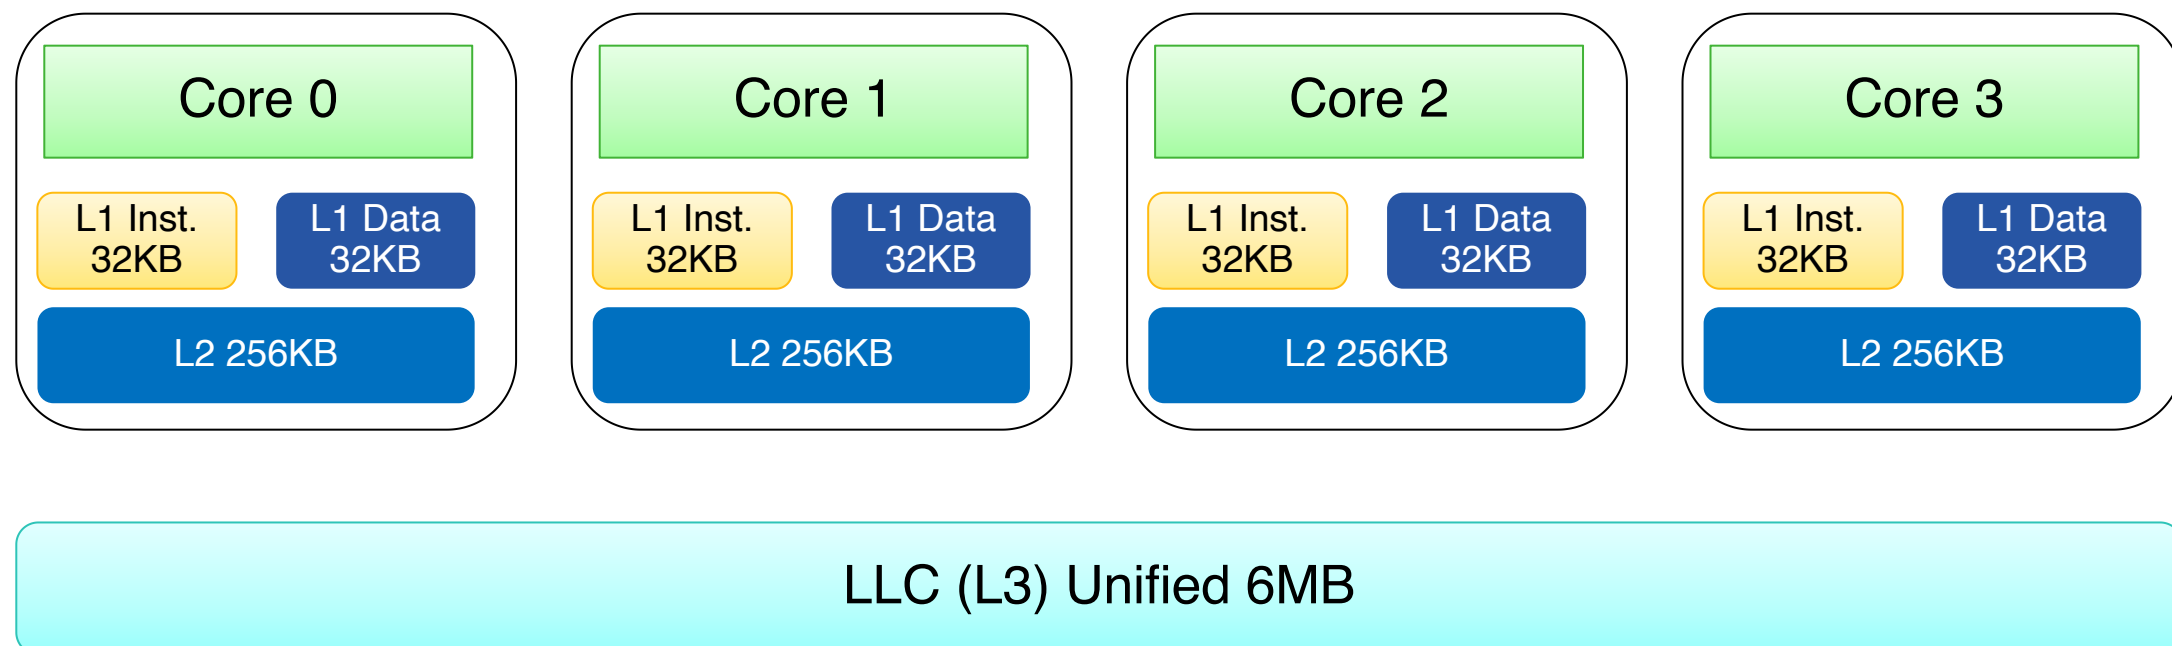 Core 0
Core 1
Core 2
Core 3
L1 Inst.
32KB
L1 Data
32KB
L1 Inst.
32KB
L1 Data
32KB
L1 Inst.
32KB
L1 Data
32KB
L1 Inst.
32KB
L1 Data
32KB
L2 256KB
L2 256KB
L2 256KB
L2 256KB
LLC (L3) Unified 6MB